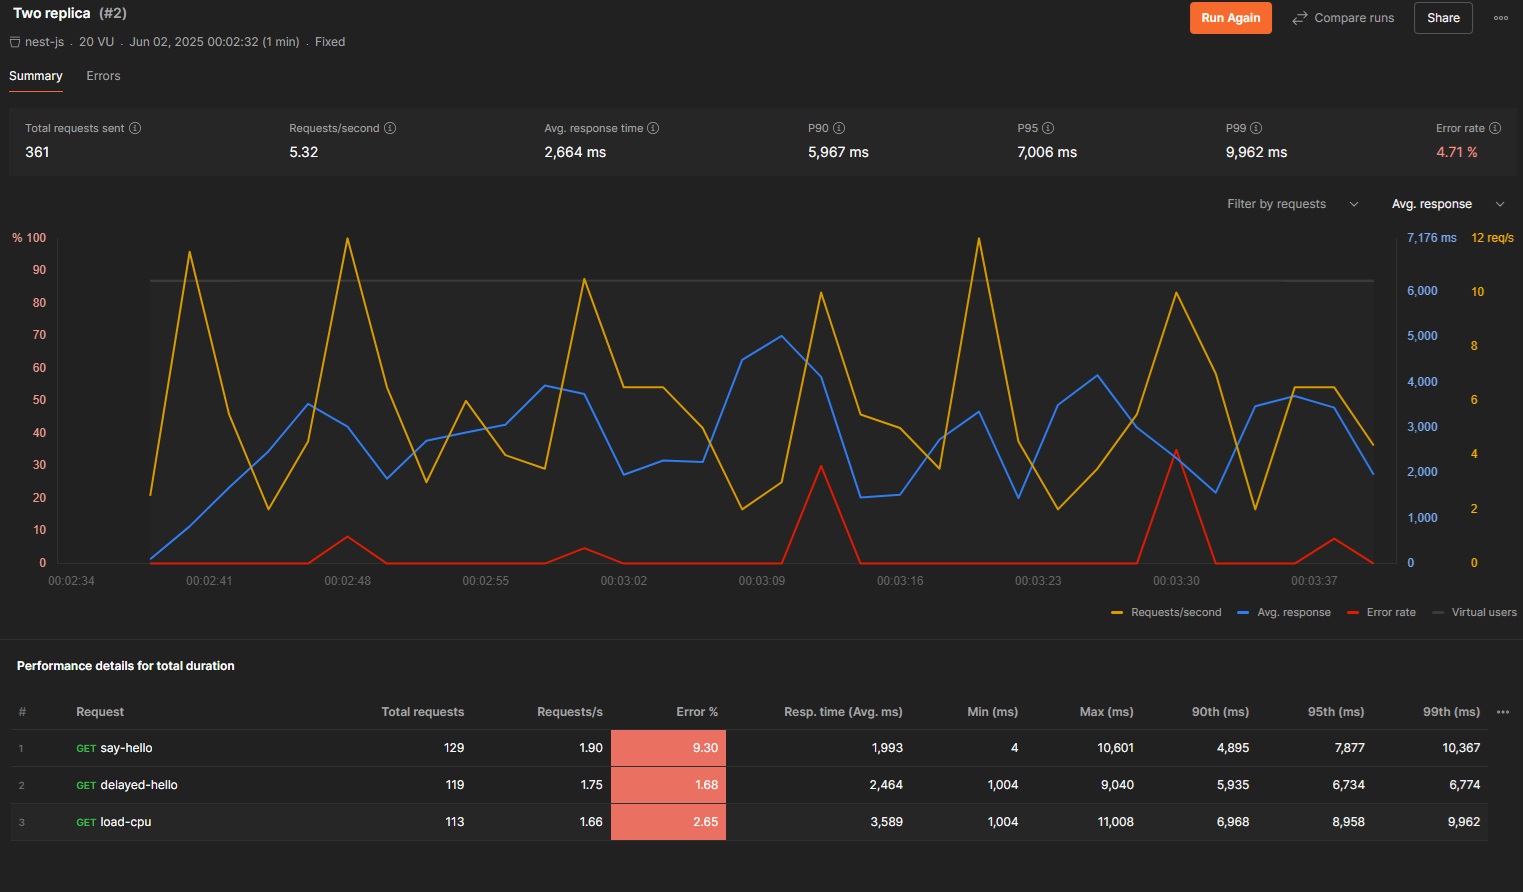 Two replica (#2)
Run Again
Compare runs
Share
nest-js . 20 VU . Jun 02, 2025 00:02:32 (1 min) . Fixed
Summary Errors
Total requests sent Requests/second Avg. response time P90 P95 P99 Error rate
361 5.32 2,664 ms 5,967 ms 7,006 ms 9,962 ms 4.71 %
Filter by requests Avg. response
% 100 7,176 ms 12 req/s
90
6,000 10
80
70 5,000 8
60
4,000
50 6
40
3,000
30 4
2,000
20
2
10 1,000
0 0 0
00:02:34 00:02:41 00:02:48 00:02:55 00:03:02 00:03:09 00:03:16 00:03:23 00:03:30 00:03:37
Requests/second Avg. response Error rate Virtual users
Performance details for total duration
# Request Total requests Requests/s Error % Resp. time (Avg. ms) Min (ms) Max (ms) 90th (ms) 95th (ms) 99th (ms)
1 GET say-hello 129 1.90 9.30 1,993 4 10,601 4,895 7,877 10,367
2 GET delayed-hello 119 1.75 1.68 2,464 1,004 9,040 5,935 6,734 6,774
3 GET load-cpu 113 1.66 2.65 3,589 1,004 11,008 6,968 8,958 9,962